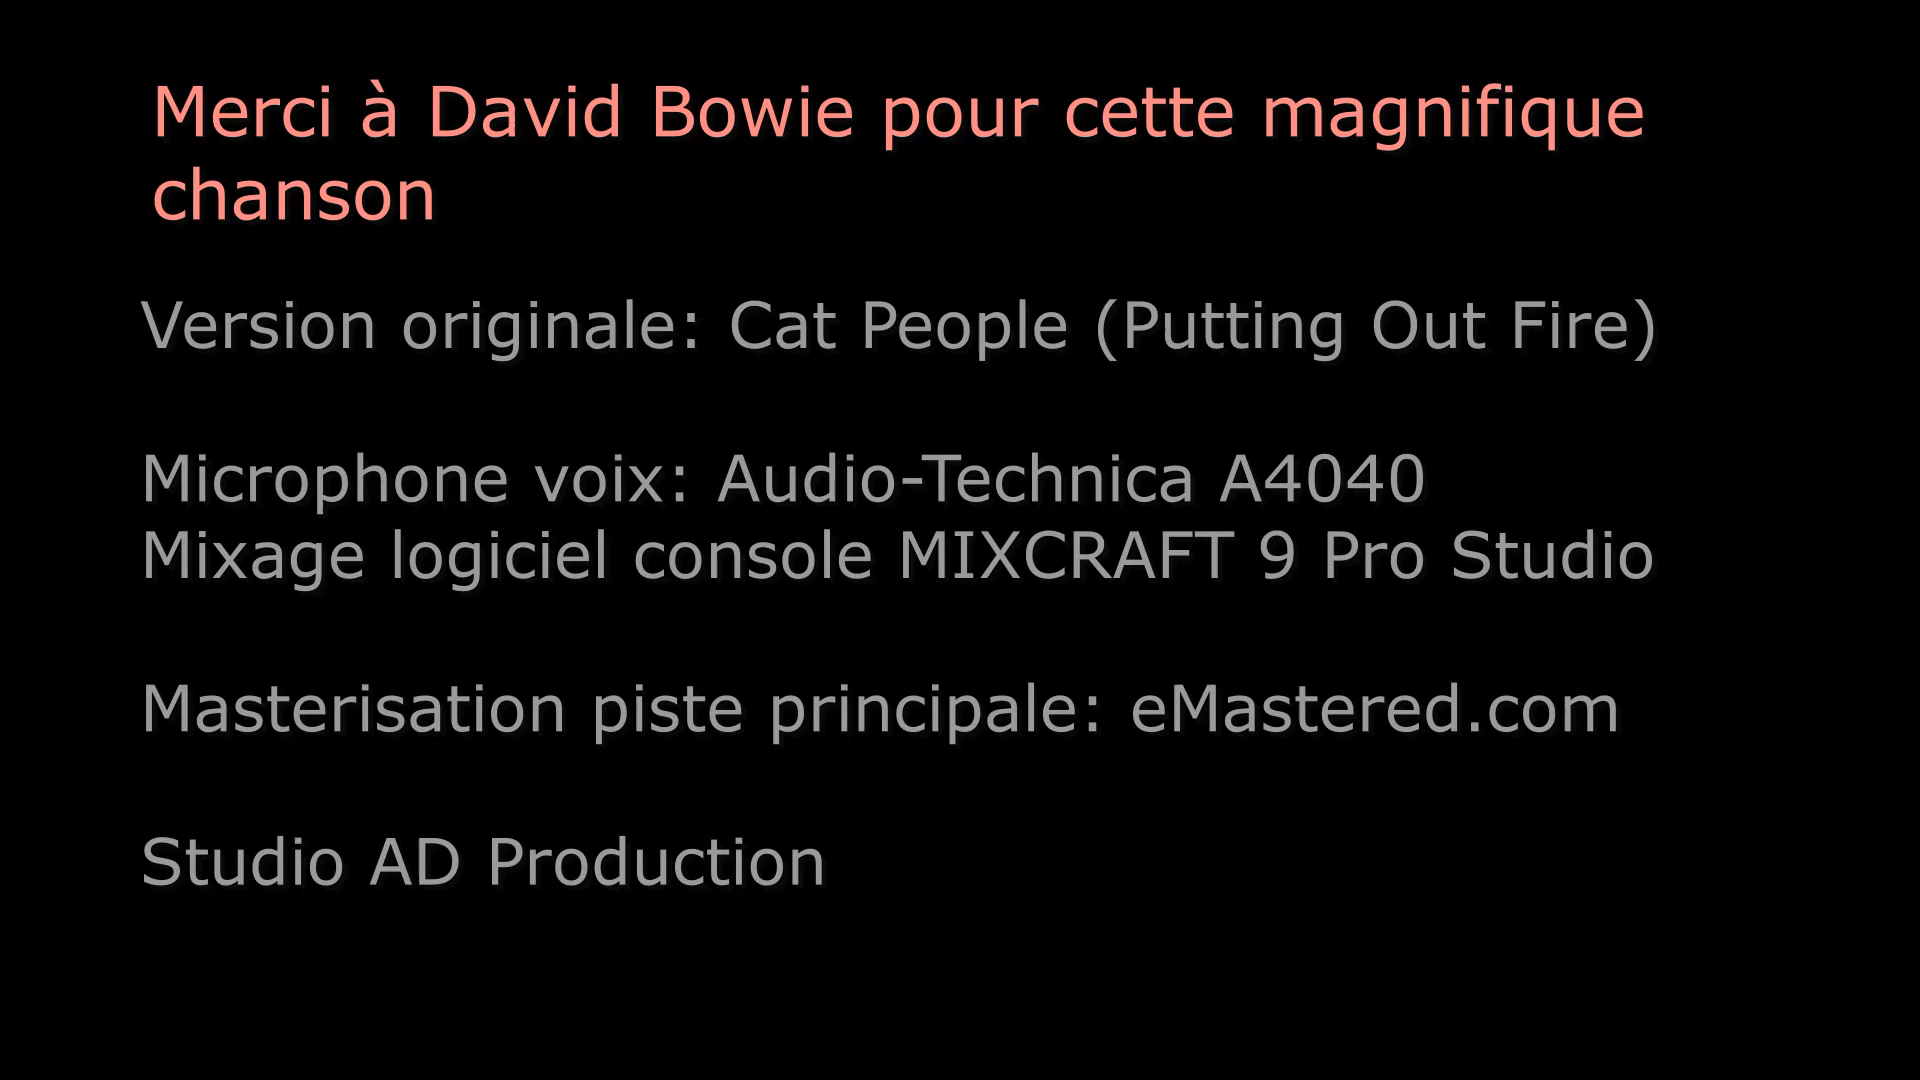 Merci à David Bowie pour cette magnifique
chanson
Version originale: Cat People (Putting Out Fire)
Microphone voix: Audio-Technica A4040
Mixage logiciel console MIXCRAFT 9 Pro Studio
Masterisation piste principale: eMastered.com
Studio AD Production